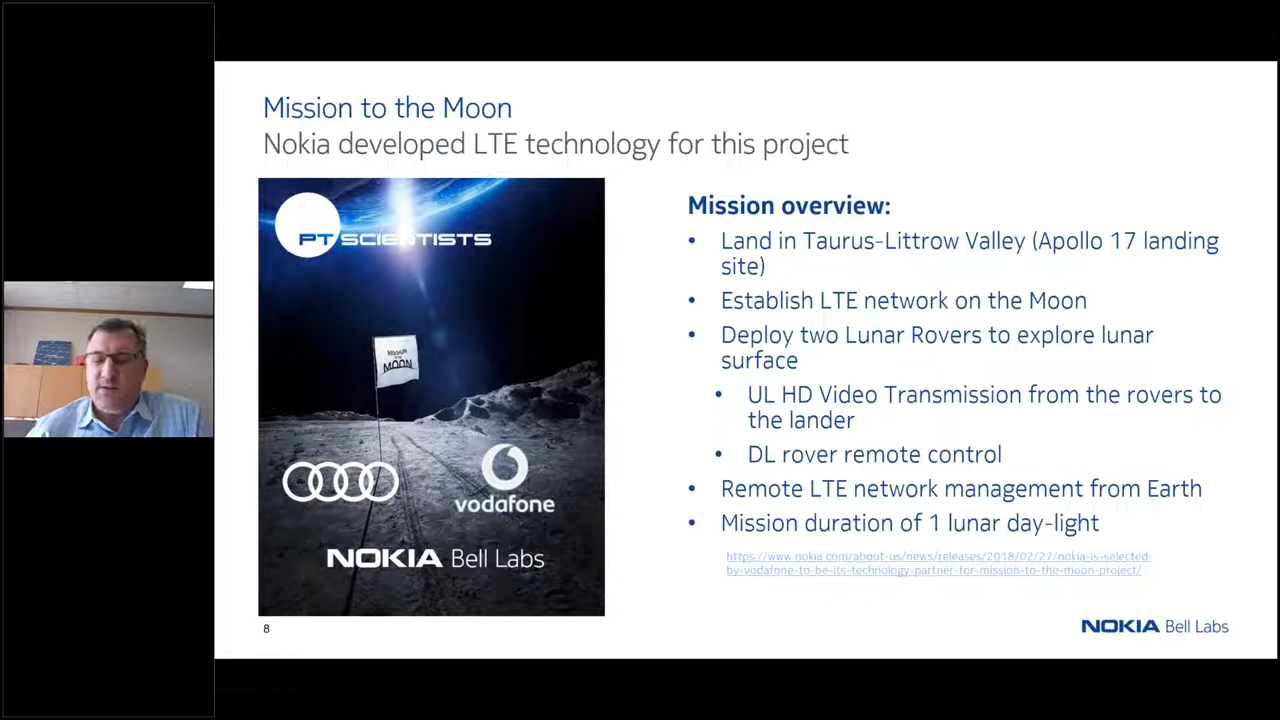 Mission to the Moon
Nokia developed LTE technology for this project
PT SCIENTISTS
MISSION
TO THE
MOON
vodafone
NOKIA Bell Labs
Mission overview:
• Land in Taurus-Littrow Valley (Apollo 17 landing
site)
• Establish LTE network on the Moon
• Deploy two Lunar Rovers to explore lunar
surface
• UL HD Video Transmission from the rovers to
the lander
• DL rover remote control
• Remote LTE network management from Earth
• Mission duration of 1 lunar day-light
https://www.nokia.com/about-us/news/releases/2018/02/27/nokia-is-selected-
by-vodafone-to-be-its-technology-partner-for-mission-to-the-moon-project/
8
NOKIA Bell Labs